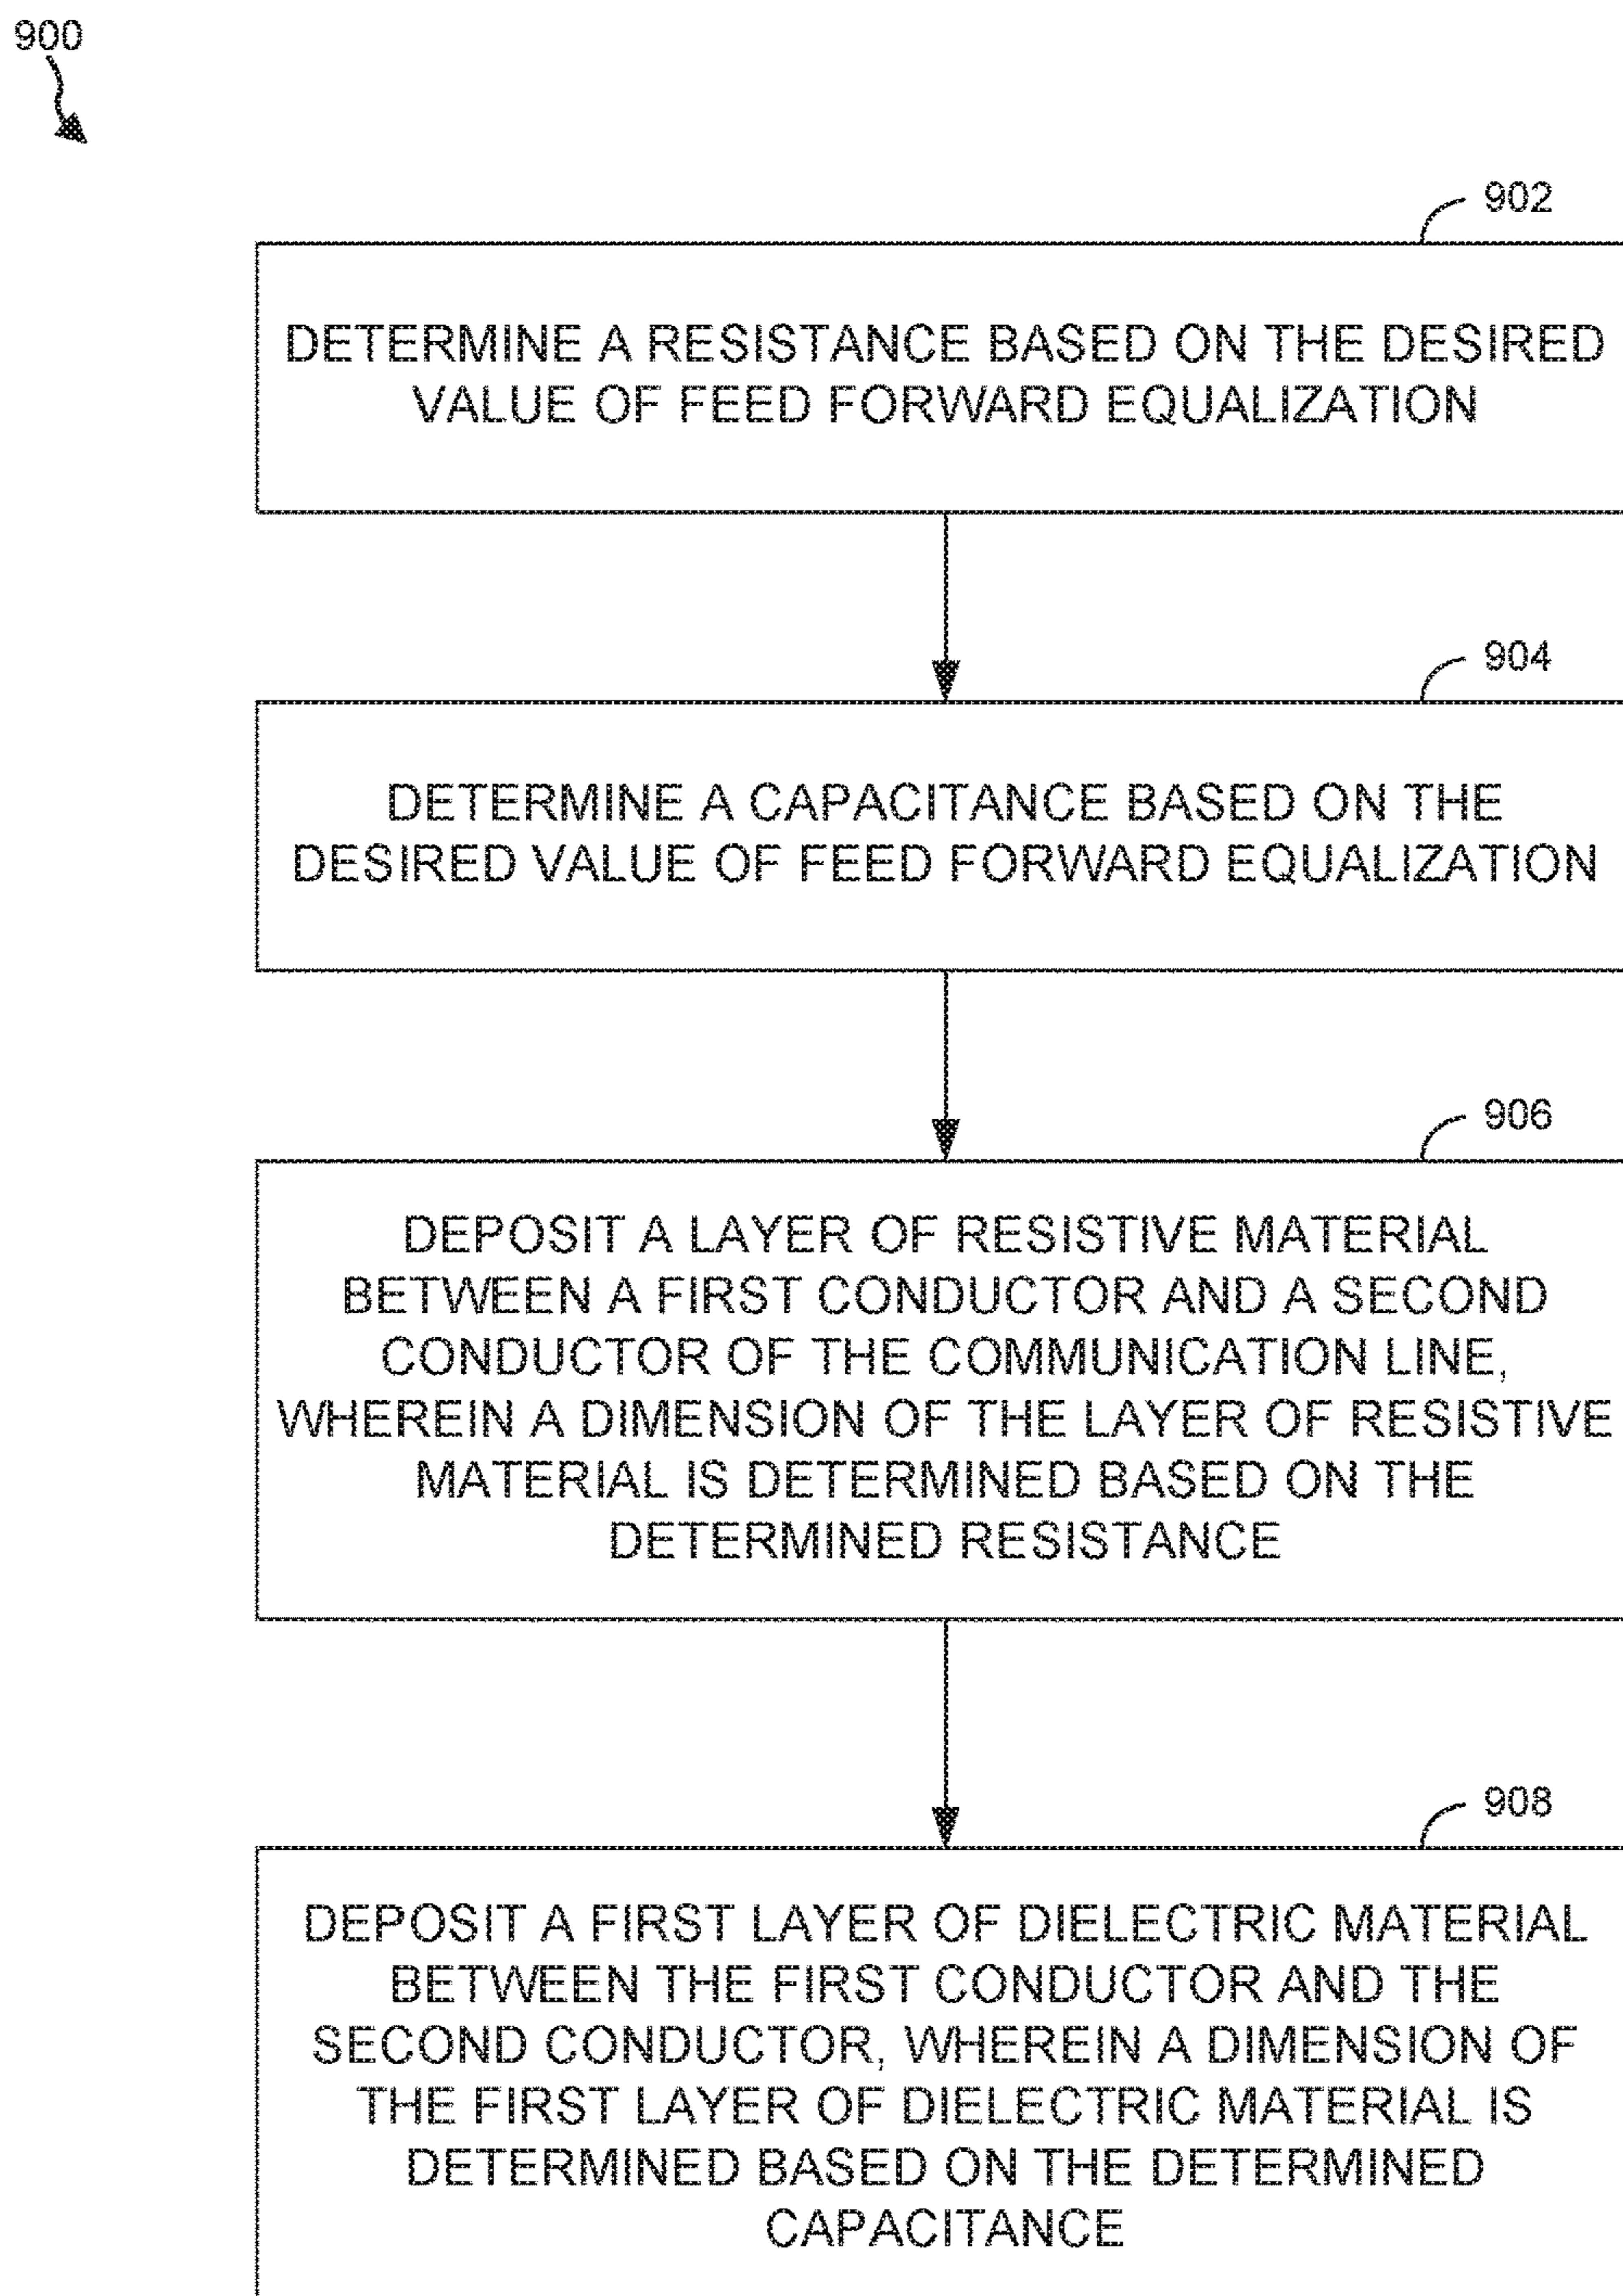 900
902
DETERMINE A RESISTANCE BASED ON THE DESIRED
VALUE OF FEED FORWARD EQUALIZATION
904
DETERMINE A CAPACITANCE BASED ON THE
DESIRED VALUE OF FEED FORWARD EQUALIZATION
906
DEPOSIT A LAYER OF RESISTIVE MATERIAL
BETWEEN A FIRST CONDUCTOR AND A SECOND
CONDUCTOR OF THE COMMUNICATION LINE,
WHEREIN A DIMENSION OF THE LAYER OF RESISTIVE
MATERIAL IS DETERMINED BASED ON THE
DETERMINED RESISTANCE
908
DEPOSIT A FIRST LAYER OF DIELECTRIC MATERIAL
BETWEEN THE FIRST CONDUCTOR AND THE
SECOND CONDUCTOR, WHEREIN A DIMENSION OF
THE FIRST LAYER OF DIELECTRIC MATERIAL IS
DETERMINED BASED ON THE DETERMINED
CAPACITANCE